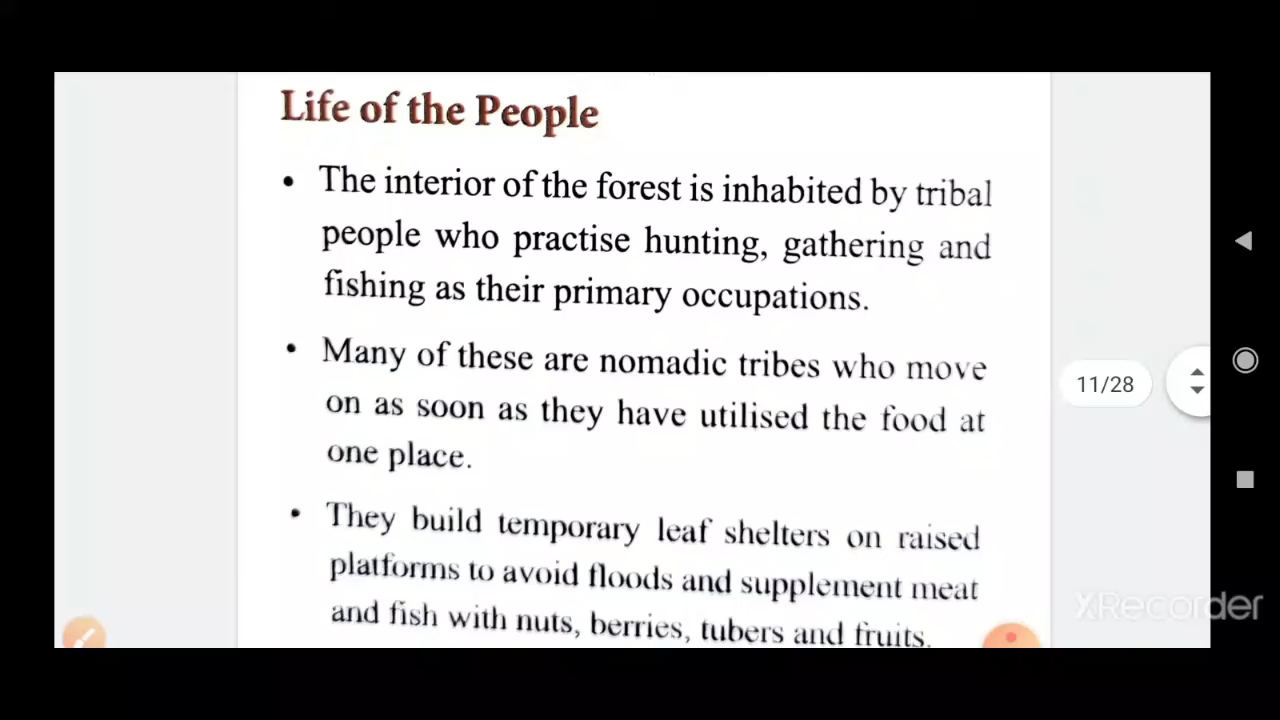 Life of the People
• The interior of the forest is inhabited by tribal
people who practise hunting, gathering and
fishing as their primary occupations.
• Many of these are nomadic tribes who move
on as soon as they have utilised the food at
one place.
• They build temporary leaf shelters on raised
platforms to avoid floods and supplement meat
and fish with nuts, berries, tubers and fruits.
11/28
XRecorder